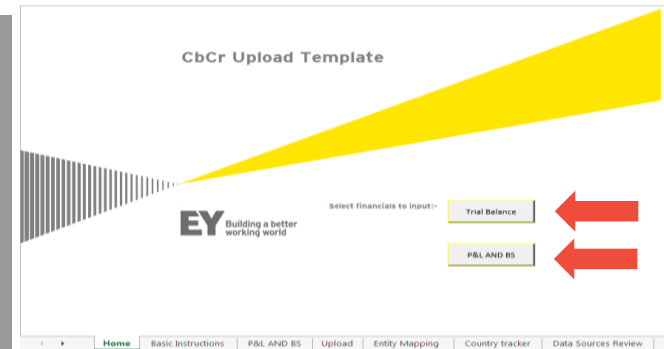 CbCr Upload Template
Select financials to input:-
Trial Balance
EY Building a better
working world
P&L AND BS
Home Basic Instructions P&L AND BS Upload Entity Mapping Country tracker Data Sources Review